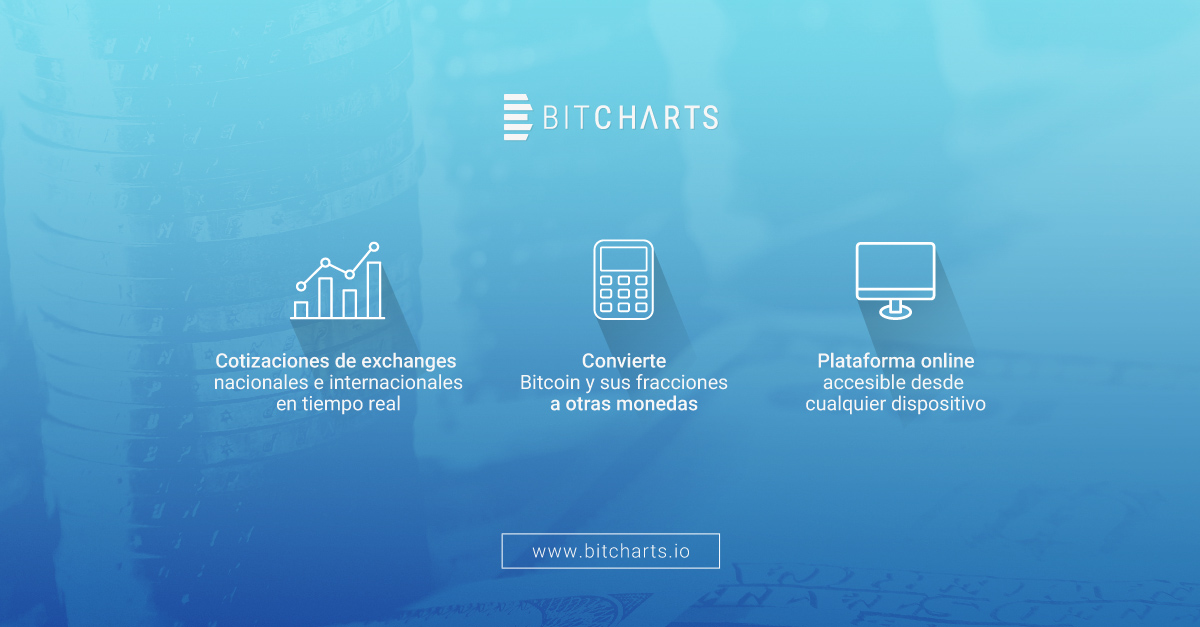 BITCHARTS
Cotizaciones de exchanges
nacionales e internacionales
en tiempo real
Convierte
Bitcoin y sus fracciones
a otras monedas
Plataforma online
accesible desde
cualquier dispositivo
www.bitcharts.io